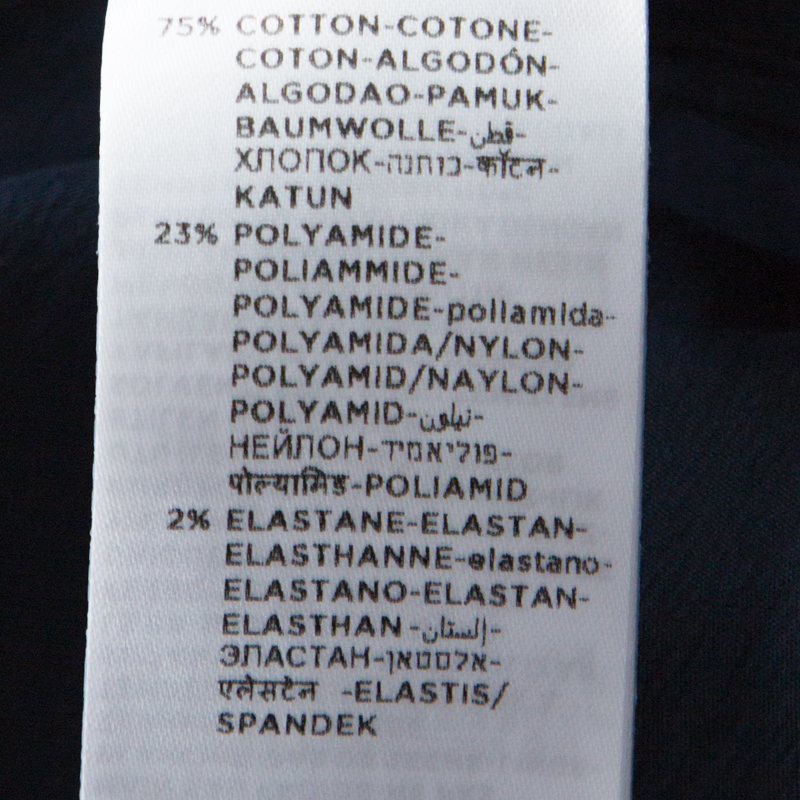 75% COTTON-COTONE-
COTON-ALGODÓN-
ALGODAO-PAMUK-
BAUMWOLLE-قطن-
ХЛОПОК-כותנה-कॉटन-
KATUN
23% POLYAMIDE-
POLIAMMIDE-
POLYAMIDE-poliamida-
POLYAMIDA/NYLON-
POLYAMID/NAYLON-
POLYAMID-نيلون-
НЕЙЛОН-פוליאמיד-
पोल्यामिड-POLIAMID
2% ELASTANE-ELASTAN-
ELASTHANNE-elastano-
ELASTANO-ELASTAN-
ELASTHAN-إلستان-
ЭЛАСТАН-אלסטאן-
एलेसटेन -ELASTIS/
SPANDEK